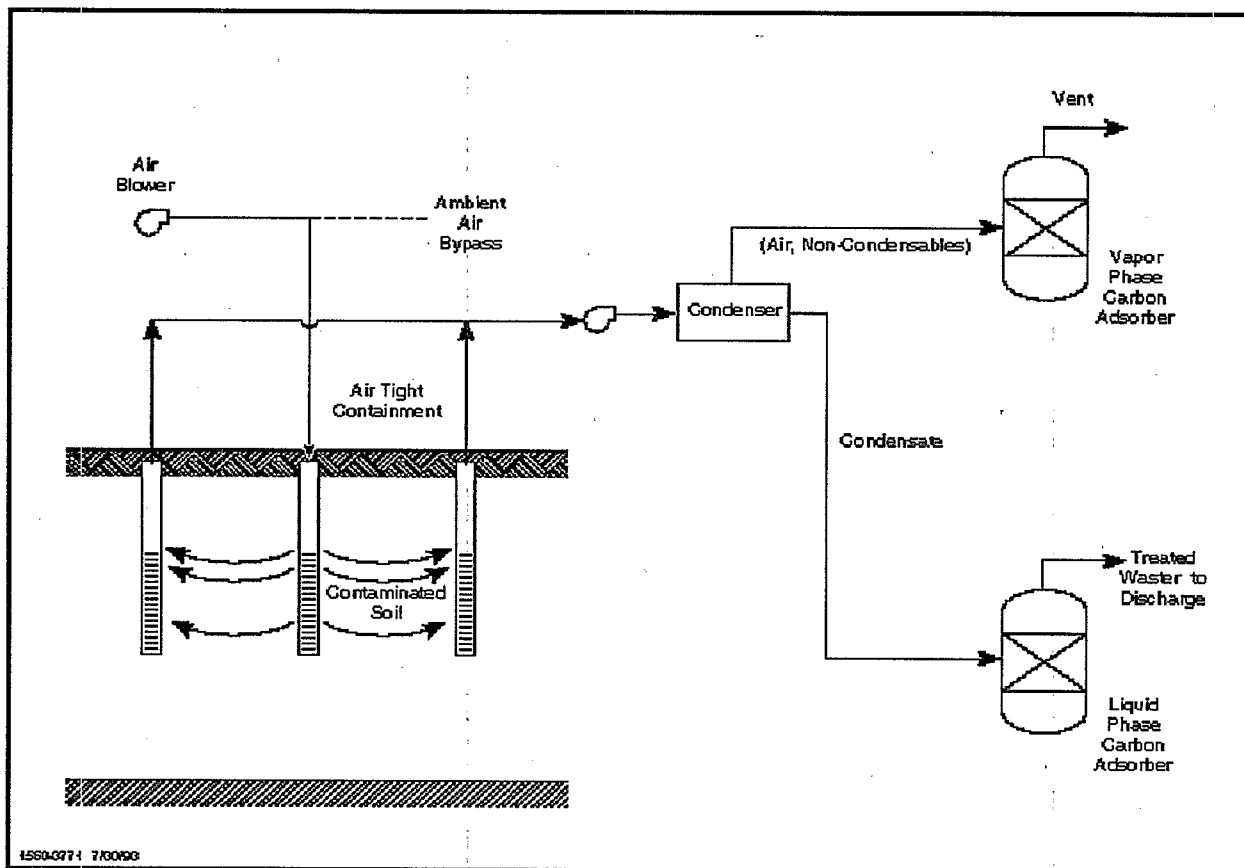 Vent
Air
Blower
Ambient
Air
Bypass
(Air, Non-Condensables)
Vapor
Phase
Carbon
Adsorber
Condenser
Air Tight
Containment
Condensate
Contaminated
Soil
Treated
Waster to
Discharge
Liquid
Phase
Carbon
Adsorber